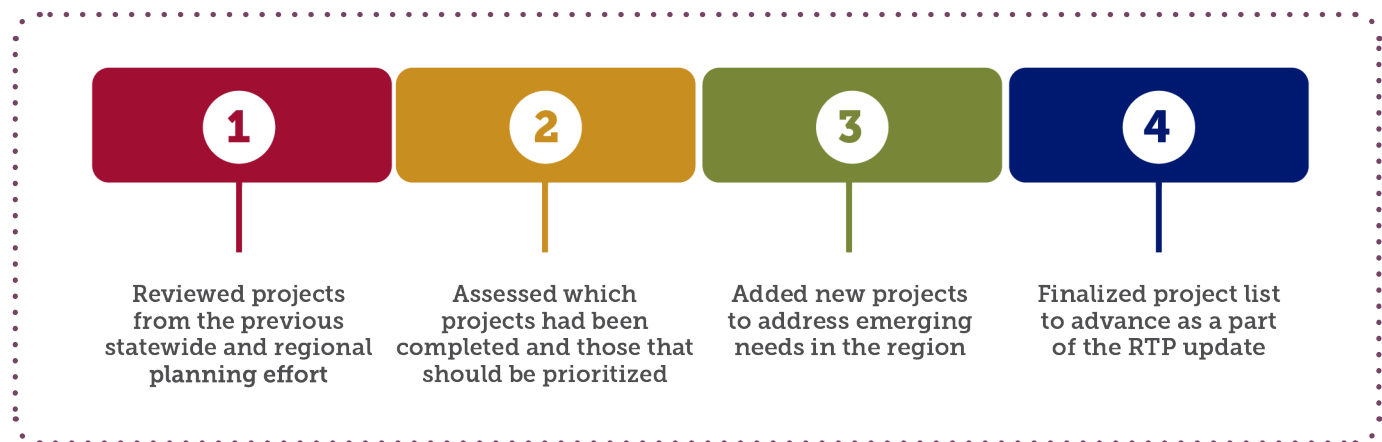 1
Reviewed projects
from the previous
statewide and regional
planning effort
2
Assessed which
projects had been
completed and those that
should be prioritized
3
Added new projects
to address emerging
needs in the region
4
Finalized project list
to advance as a part
of the RTP update